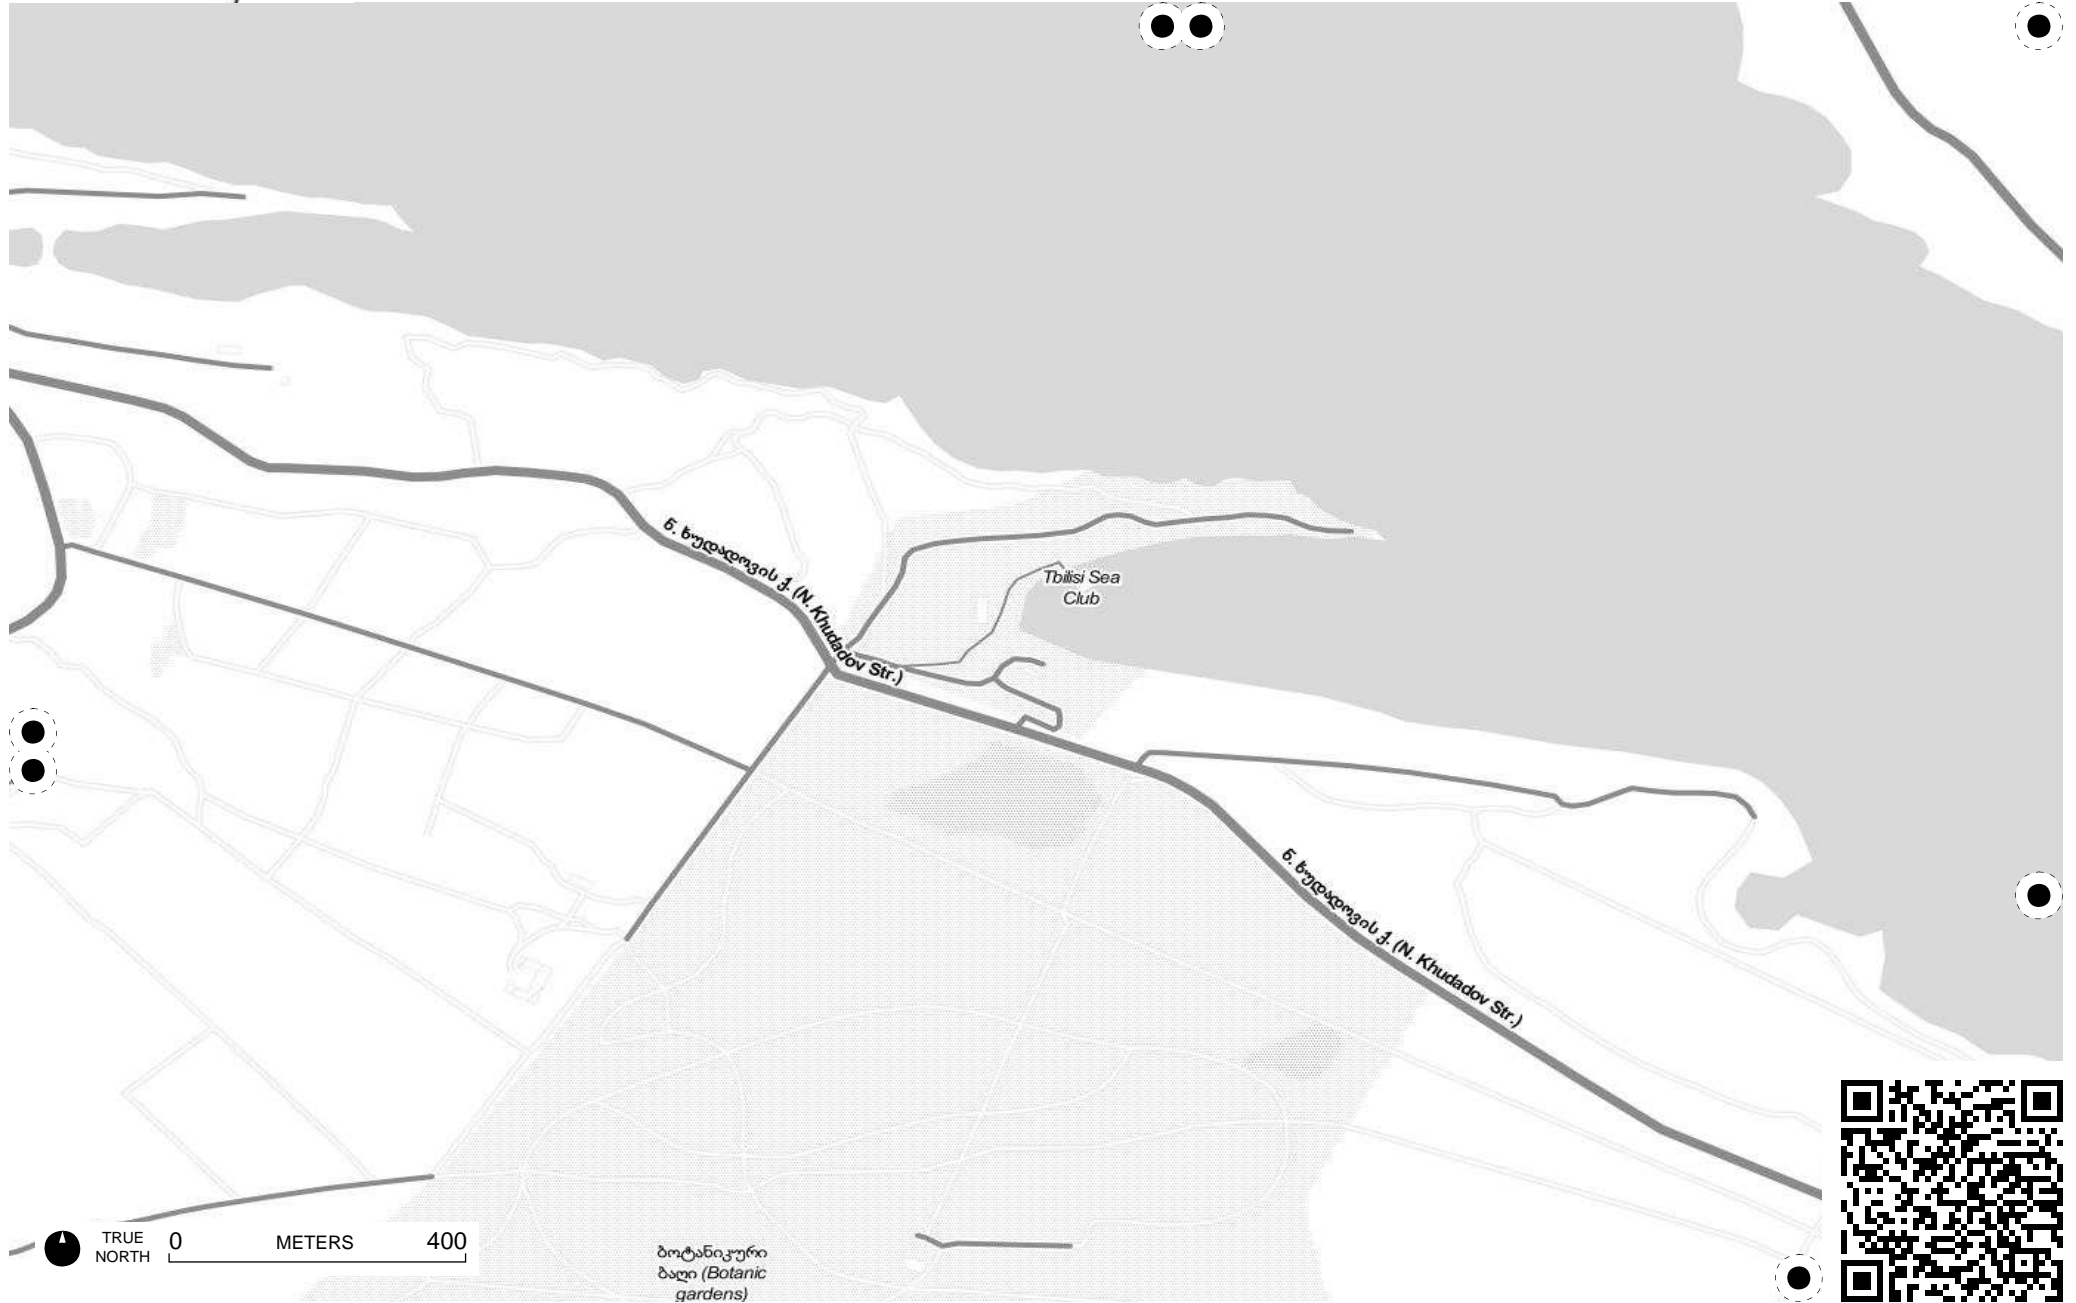 ნ. ხუდადოვის ქ. (N. Khudadov Str.)
Tbilisi Sea
Club
ნ. ხუდადოვის ქ. (N. Khudadov Str.)
TRUE
NORTH
0 METERS 400
ბოტანიკური
ბაღი (Botanic
gardens)